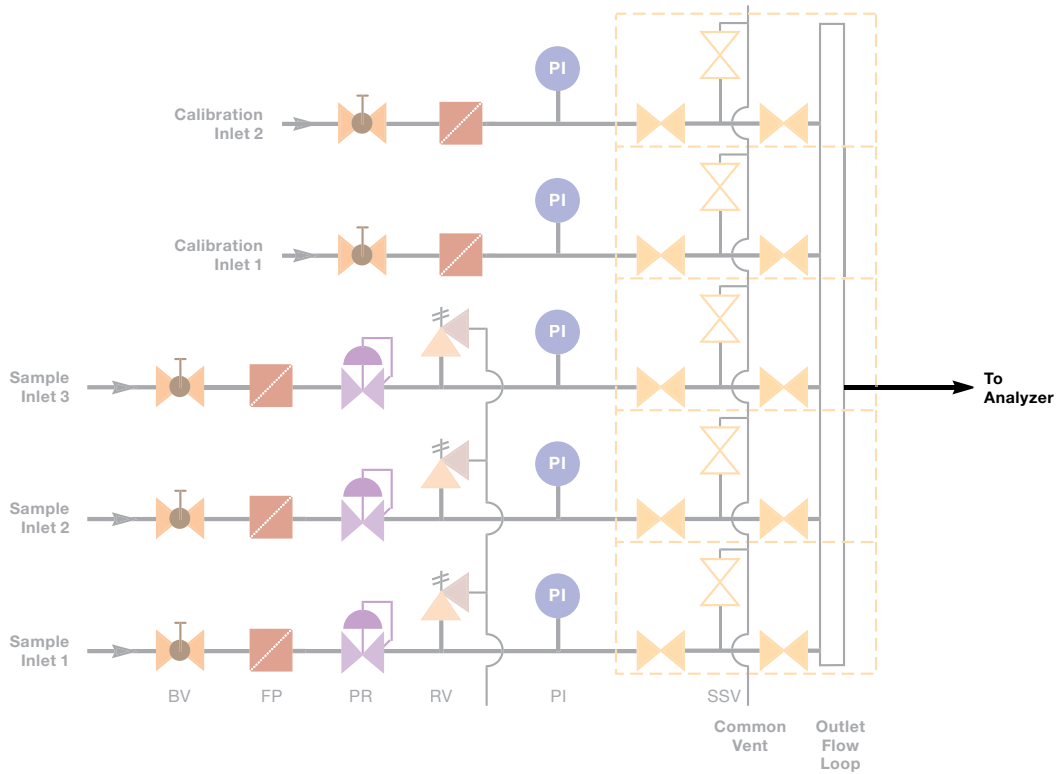 PI
Calibration
Inlet 2
PI
Calibration
Inlet 1
PI
Sample
Inlet 3
To
Analyzer
PI
Sample
Inlet 2
PI
Sample
Inlet 1
BV FP PR RV PI SSV
Common
Vent
Outlet
Flow
Loop